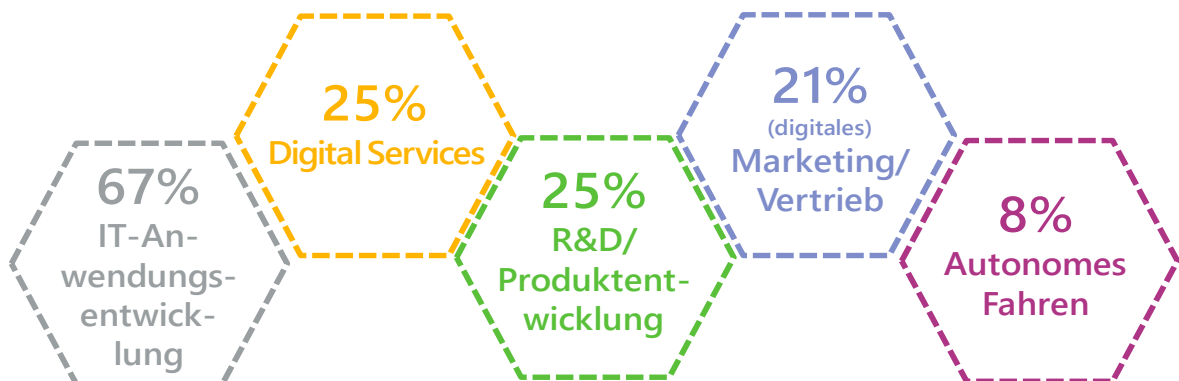 67%
IT-An-
wendungs-
entwick-
lung
25%
Digital Services
25%
R&D/
Produktent-
wicklung
21%
(digitales)
Marketing/
Vertrieb
8%
Autonomes
Fahren